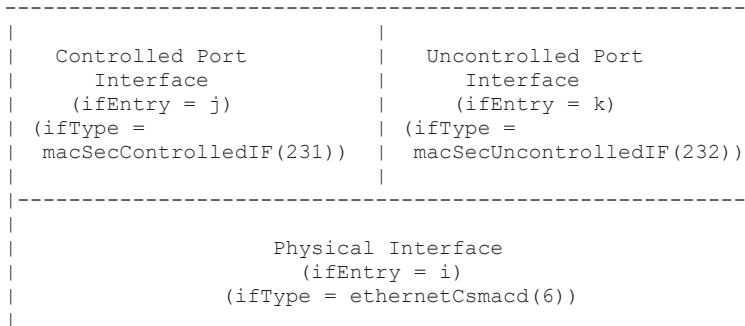 Controlled Port | Uncontrolled Port
Interface | Interface
(ifEntry = j) | (ifEntry = k)
(ifType = | (ifType =
macSecControlledIF(231)) | macSecUncontrolledIF(232))
Physical Interface
(ifEntry = i)
(ifType = ethernetCsmacd(6))